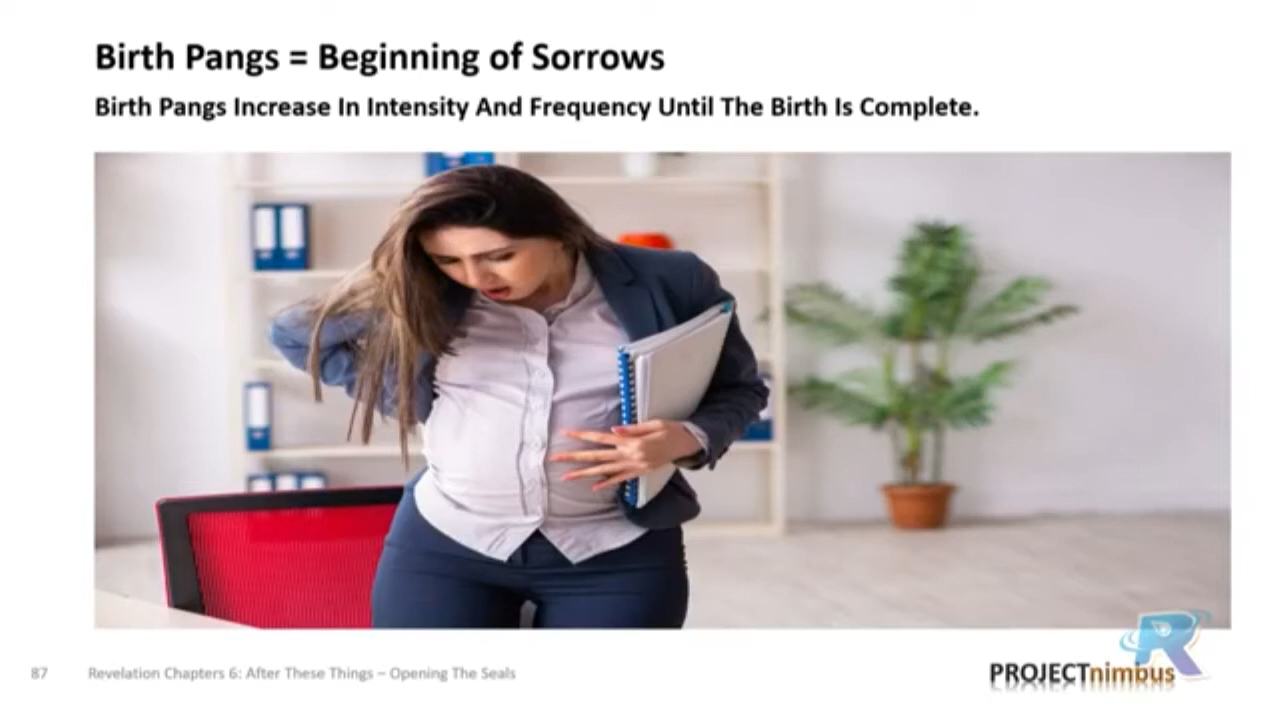 Birth Pangs = Beginning of Sorrows
Birth Pangs Increase In Intensity And Frequency Until The Birth Is Complete.
87 Revelation Chapters 6: After These Things – Opening The Seals
PROJECTnimbus R